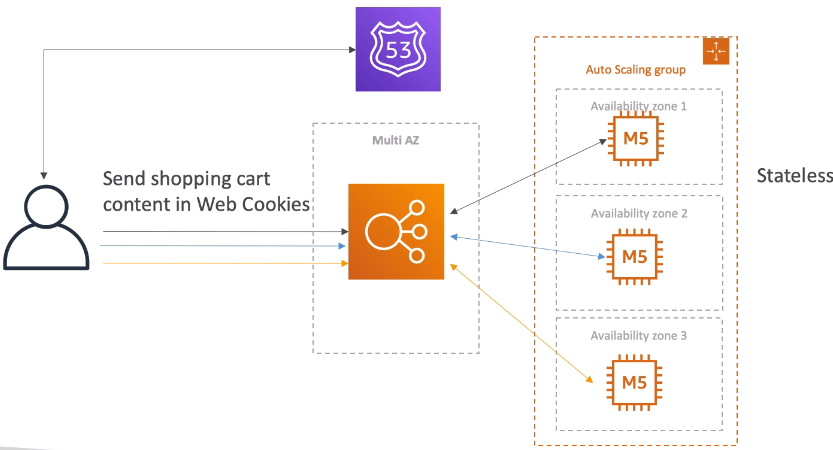 53
Auto Scaling group
Availability zone 1
Multi AZ
M5
Send shopping cart
content in Web Cookies
Stateless
Availability zone 2
M5
Availability zone 3
M5